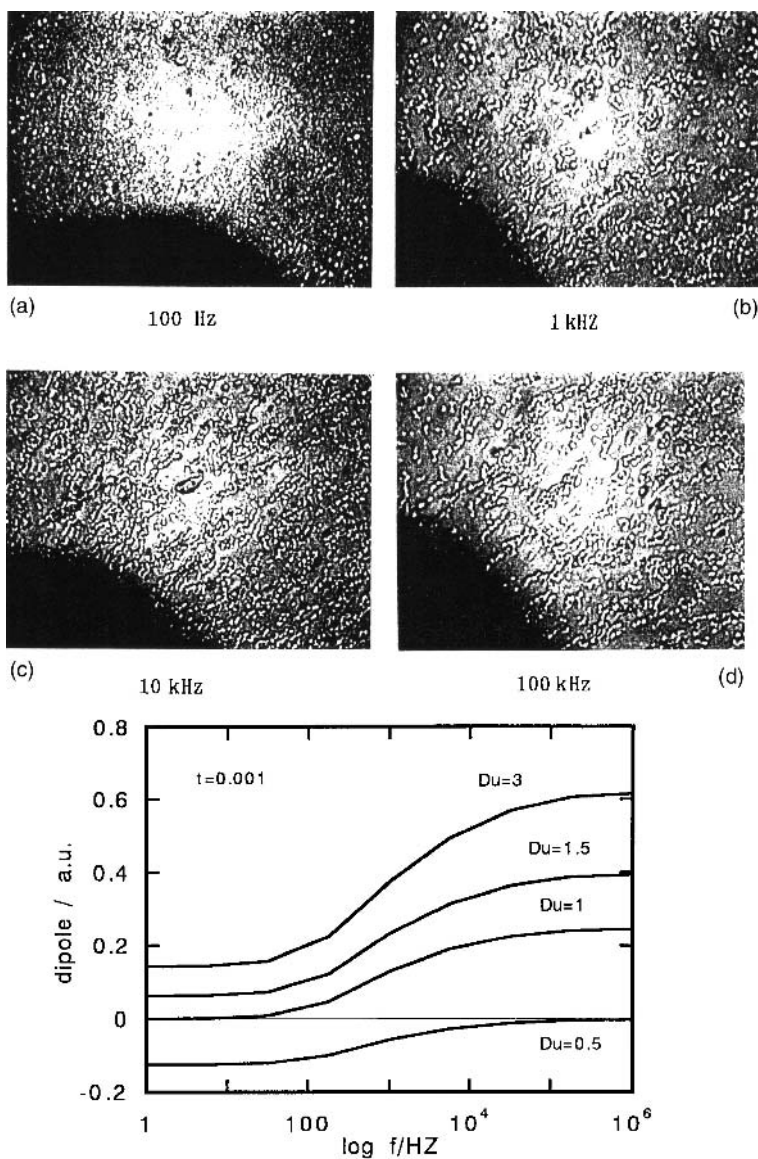 (a)
100 Hz
1 kHZ
(b)
(c)
10 kHz
100 kHz
(d)
0.8
t=0.001
Du=3
0.6
Du=1.5
0.4
Du=1
0.2
0
Du=0.5
-0.2
dipole / a.u.
1
100
10⁴
10⁶
log f/HZ